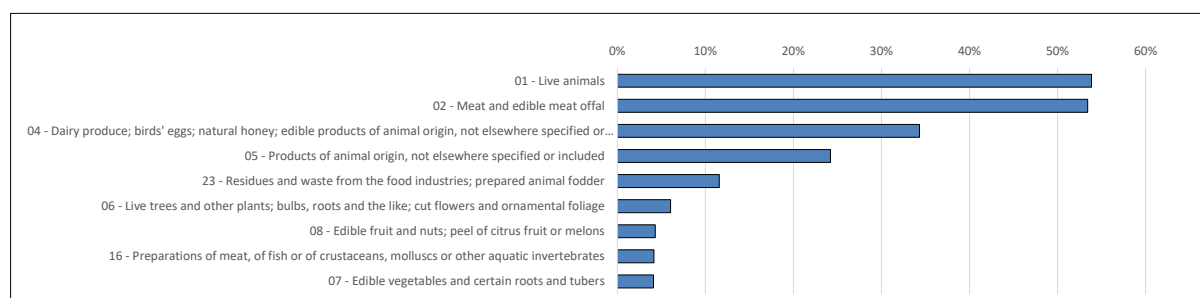 0% 10% 20% 30% 40% 50% 60%
01 - Live animals
02 - Meat and edible meat offal
04 - Dairy produce; birds' eggs; natural honey; edible products of animal origin, not elsewhere specified or...
05 - Products of animal origin, not elsewhere specified or included
23 - Residues and waste from the food industries; prepared animal fodder
06 - Live trees and other plants; bulbs, roots and the like; cut flowers and ornamental foliage
08 - Edible fruit and nuts; peel of citrus fruit or melons
16 - Preparations of meat, of fish or of crustaceans, molluscs or other aquatic invertebrates
07 - Edible vegetables and certain roots and tubers